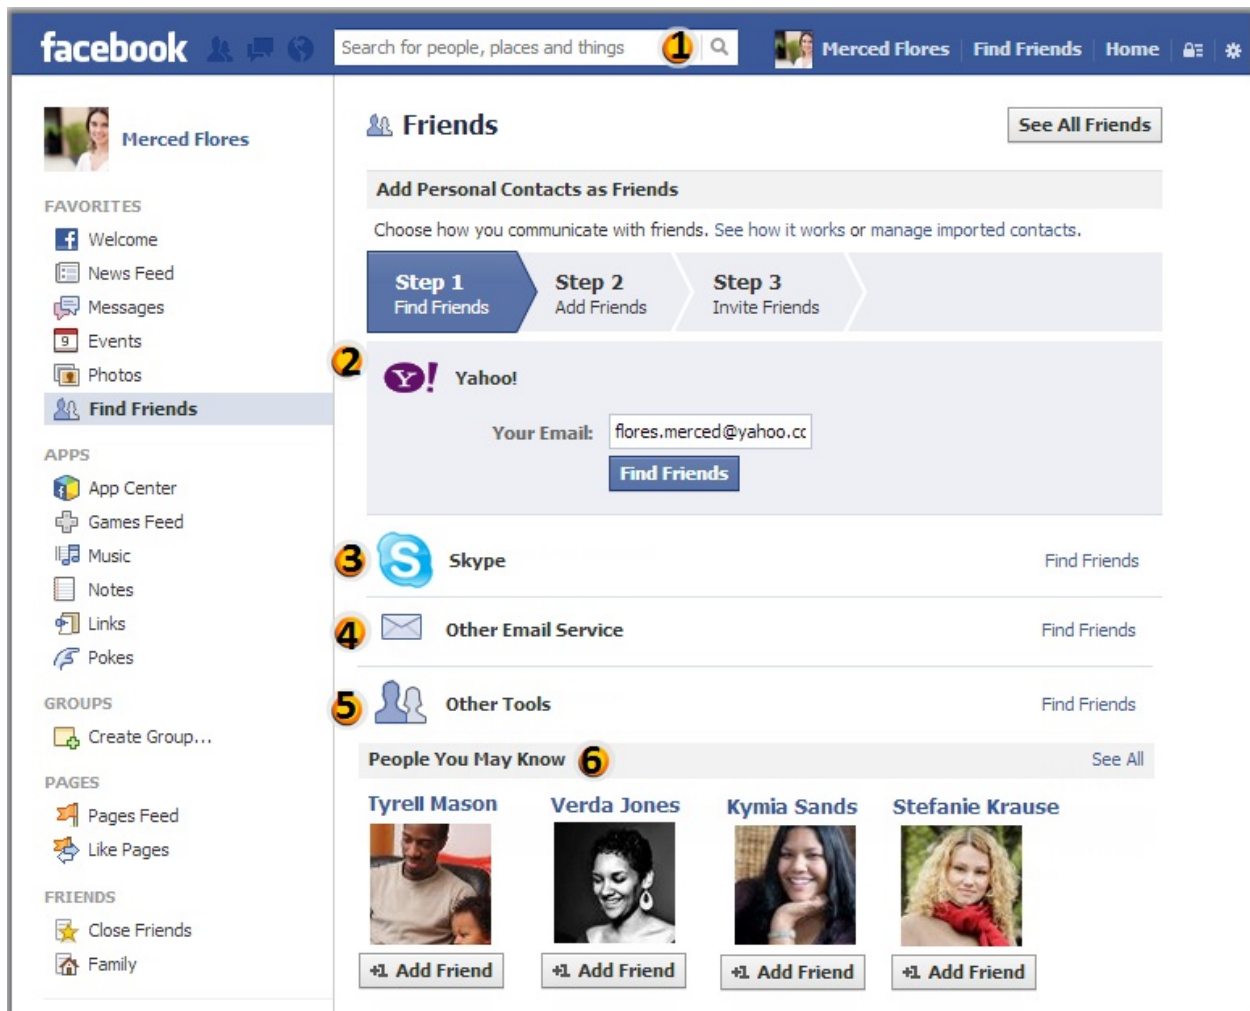 facebook
Search for people, places and things 1
Merced Flores Find Friends Home
Merced Flores
FAVORITES
Welcome
News Feed
Messages
9 Events
Photos
Find Friends
APPS
App Center
Games Feed
Music
Notes
Links
Pokes
GROUPS
Create Group...
PAGES
Pages Feed
Like Pages
FRIENDS
Close Friends
Family
Friends
See All Friends
Add Personal Contacts as Friends
Choose how you communicate with friends. See how it works or manage imported contacts.
Step 1
Find Friends
Step 2
Add Friends
Step 3
Invite Friends
2 Y! Yahoo!
Your Email: flores.merced@yahoo.cc
Find Friends
3 S Skype Find Friends
4 Other Email Service Find Friends
5 Other Tools Find Friends
People You May Know 6 See All
Tyrell Mason Verda Jones Kymia Sands Stefanie Krause
+1 Add Friend +1 Add Friend +1 Add Friend +1 Add Friend